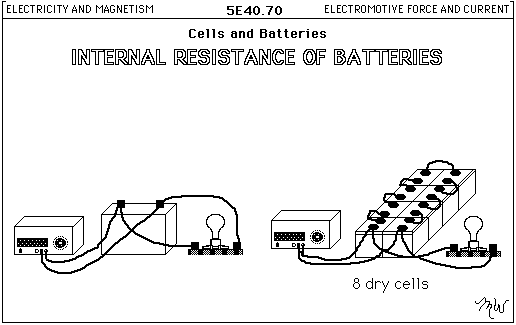 ELECTRICITY AND MAGNETISM 5E40.70 ELECTROMOTIVE FORCE AND CURRENT
Cells and Batteries
INTERNAL RESISTANCE OF BATTERIES
8 dry cells